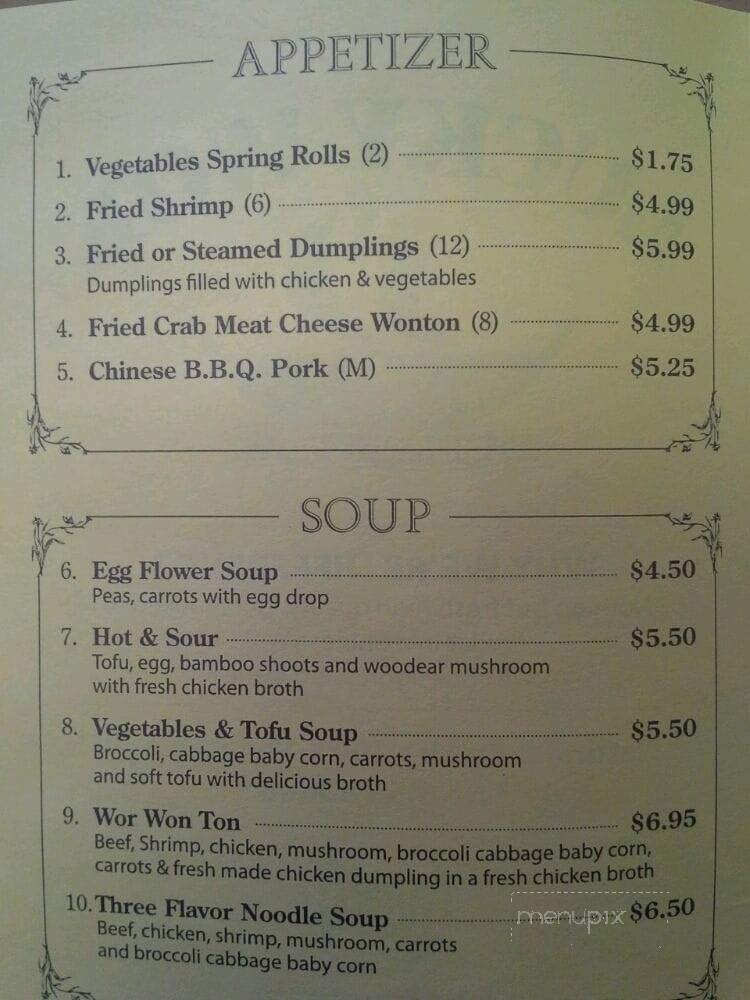 APPETIZER
1. Vegetables Spring Rolls (2) $1.75
2. Fried Shrimp (6) $4.99
3. Fried or Steamed Dumplings (12) $5.99
Dumplings filled with chicken & vegetables
4. Fried Crab Meat Cheese Wonton (8) $4.99
5. Chinese B.B.Q. Pork (M) $5.25
SOUP
6. Egg Flower Soup $4.50
Peas, carrots with egg drop
7. Hot & Sour $5.50
Tofu, egg, bamboo shoots and woodear mushroom
with fresh chicken broth
8. Vegetables & Tofu Soup $5.50
Broccoli, cabbage baby corn, carrots, mushroom
and soft tofu with delicious broth
9. Wor Won Ton $6.95
Beef, Shrimp, chicken, mushroom, broccoli cabbage baby corn,
carrots & fresh made chicken dumpling in a fresh chicken broth
10. Three Flavor Noodle Soup $6.50
menupix
Beef, chicken, shrimp, mushroom, carrots
and broccoli cabbage baby corn